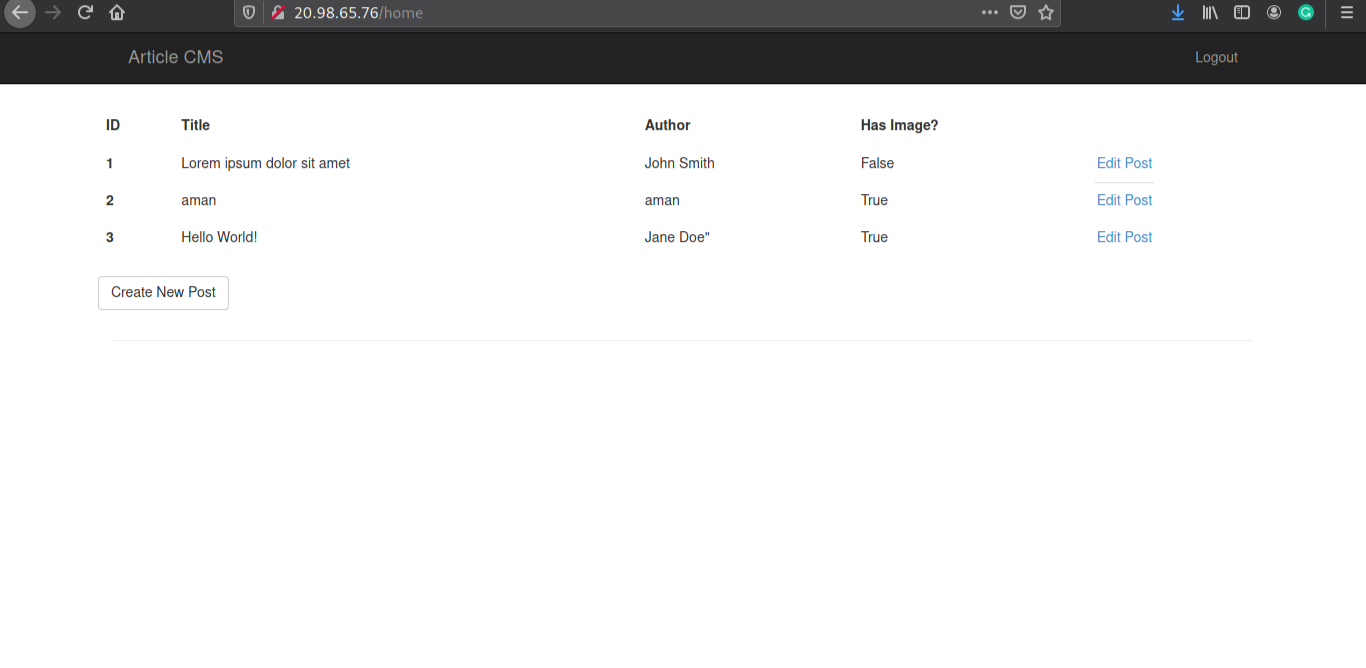 20.98.65.76/home
Article CMS Logout
ID Title Author Has Image?
1 Lorem ipsum dolor sit amet John Smith False Edit Post
2 aman aman True Edit Post
3 Hello World! Jane Doe" True Edit Post
Create New Post